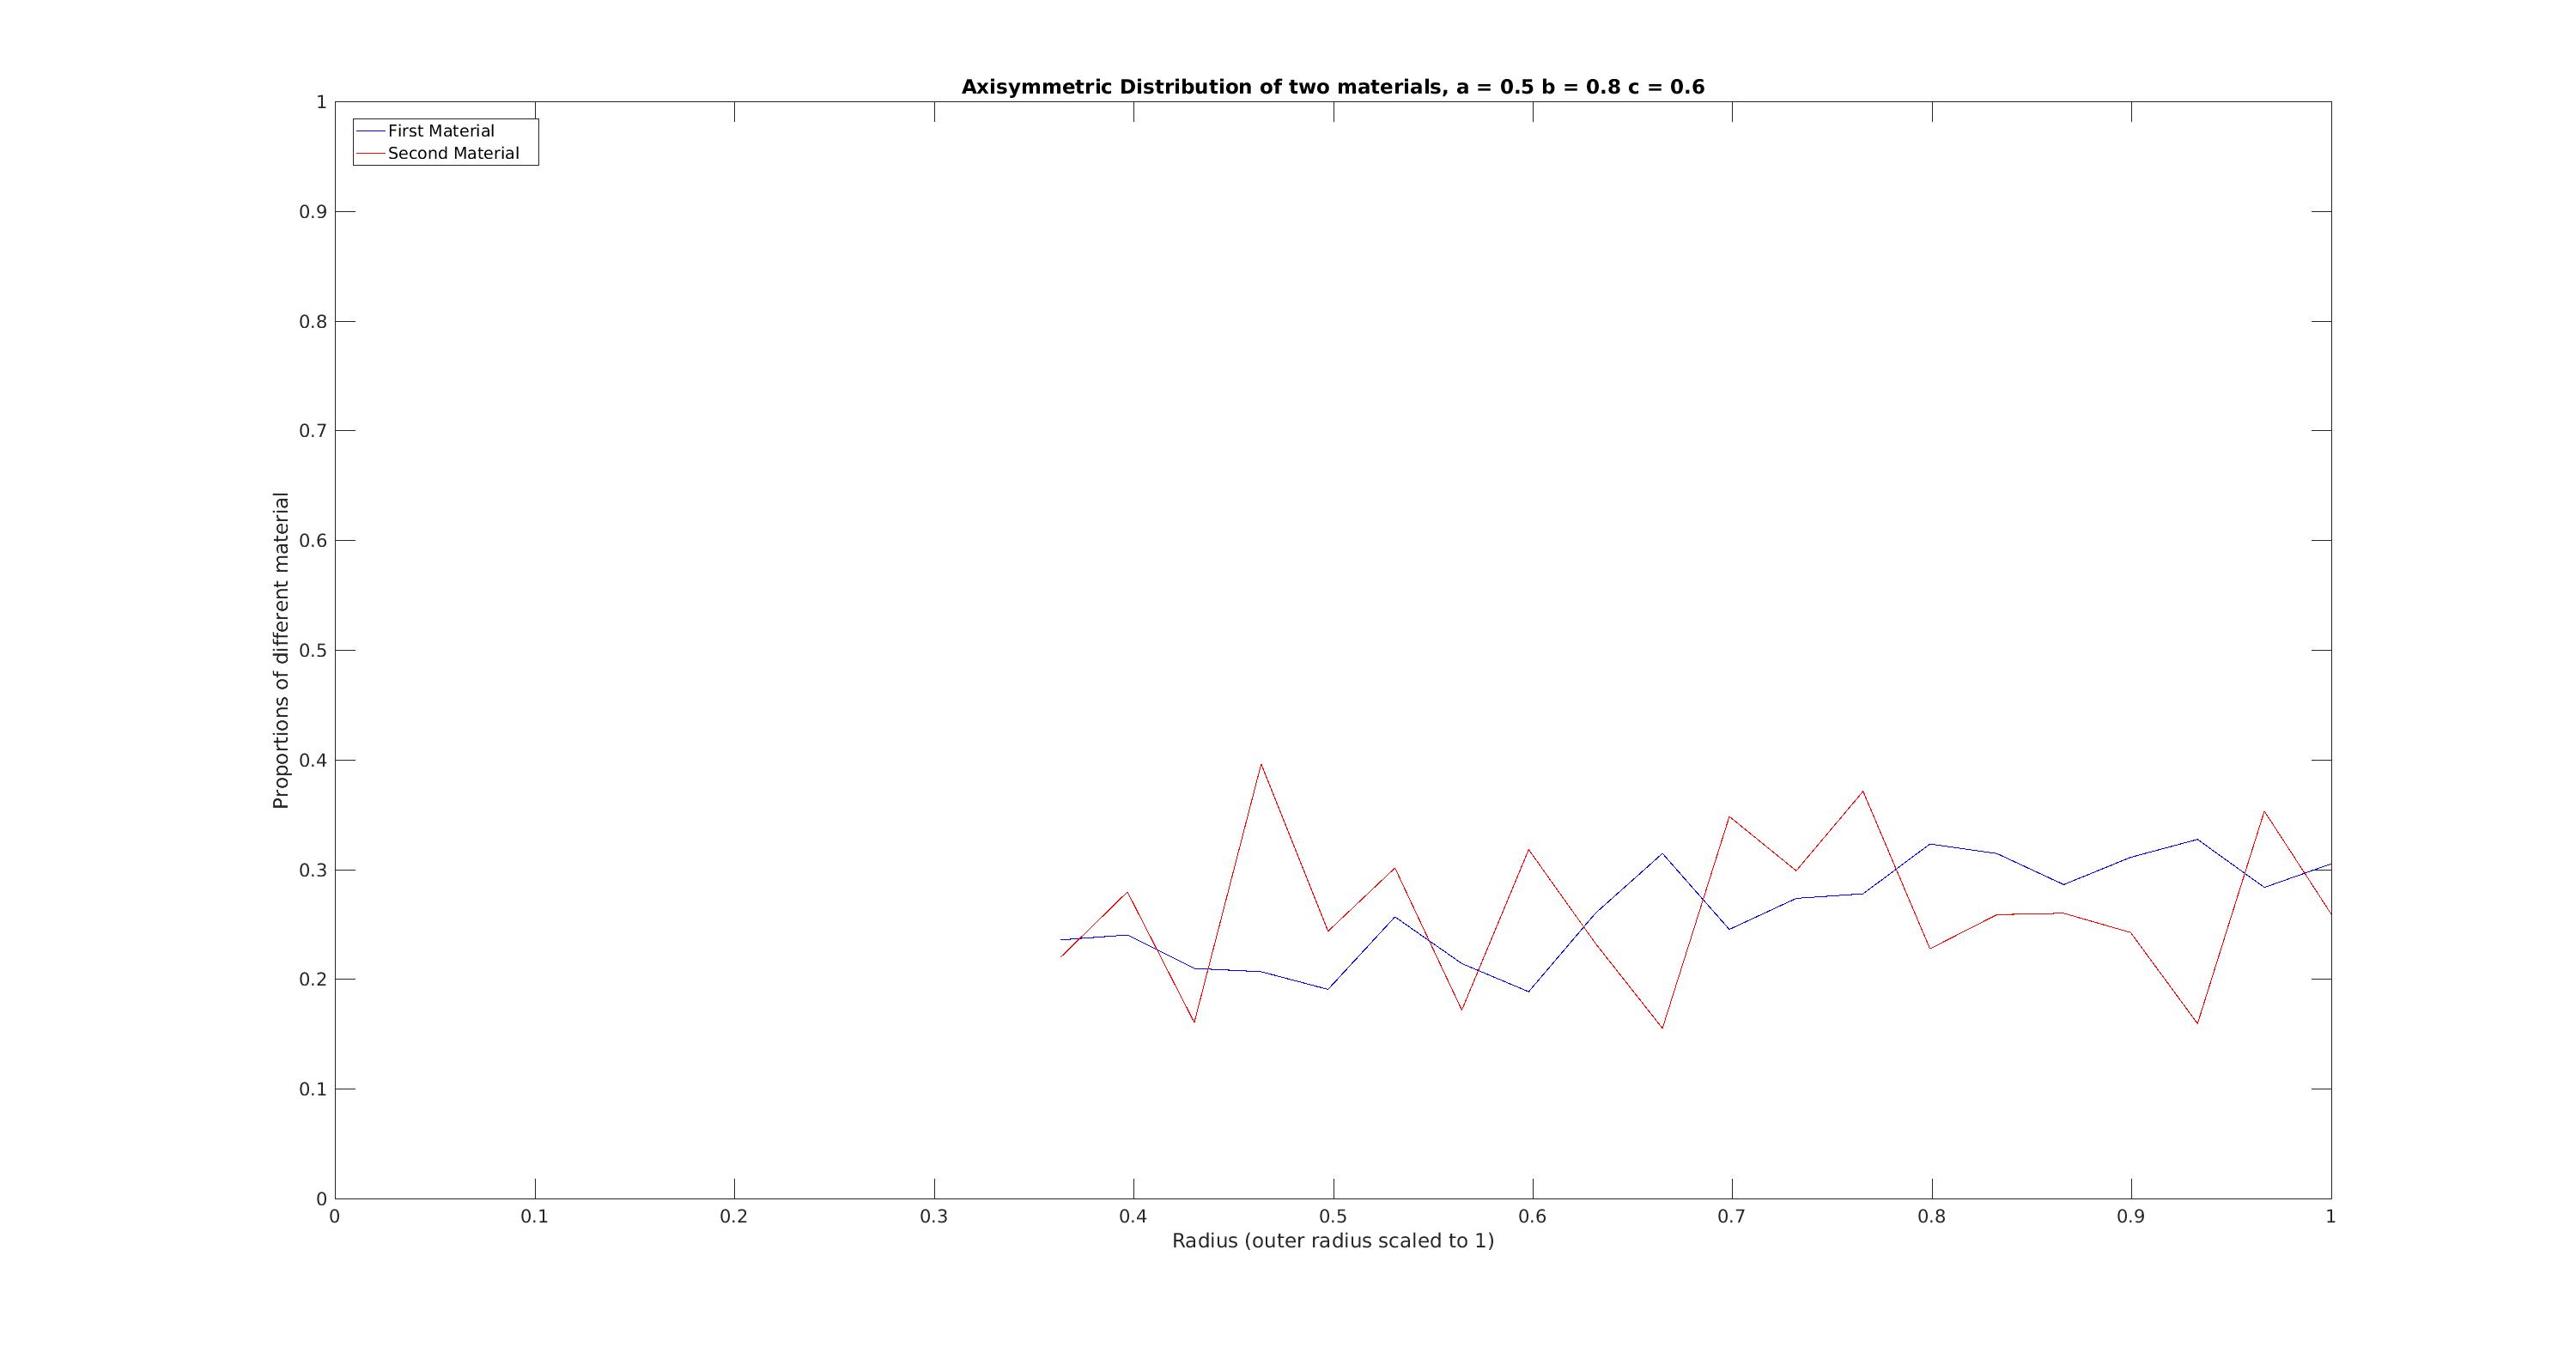 Axisymmetric Distribution of two materials, a = 0.5 b = 0.8 c = 0.6
First Material
Second Material
Proportions of different material
1
0.9
0.8
0.7
0.6
0.5
0.4
0.3
0.2
0.1
0
0 0.1 0.2 0.3 0.4 0.5 0.6 0.7 0.8 0.9 1
Radius (outer radius scaled to 1)